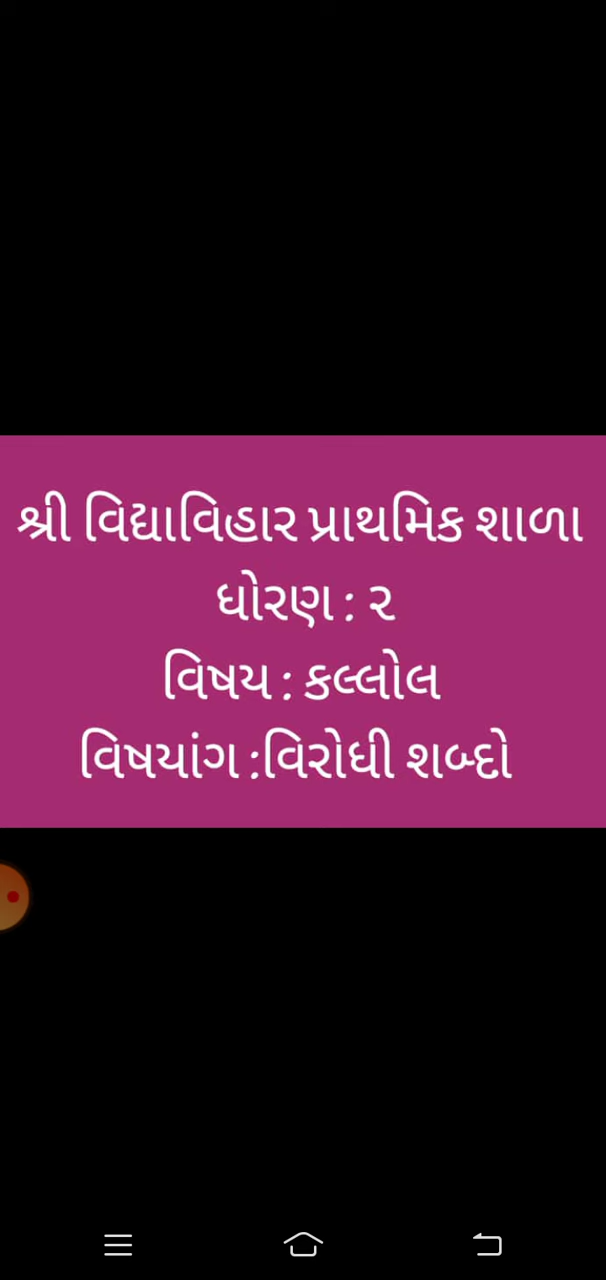 શ્રી વિદ્યાવિહાર પ્રાથમિક શાળા
ધોરણ : ૨
વિષય : કલ્લોલ
વિષયાંગ :વિરોધી શબ્દો